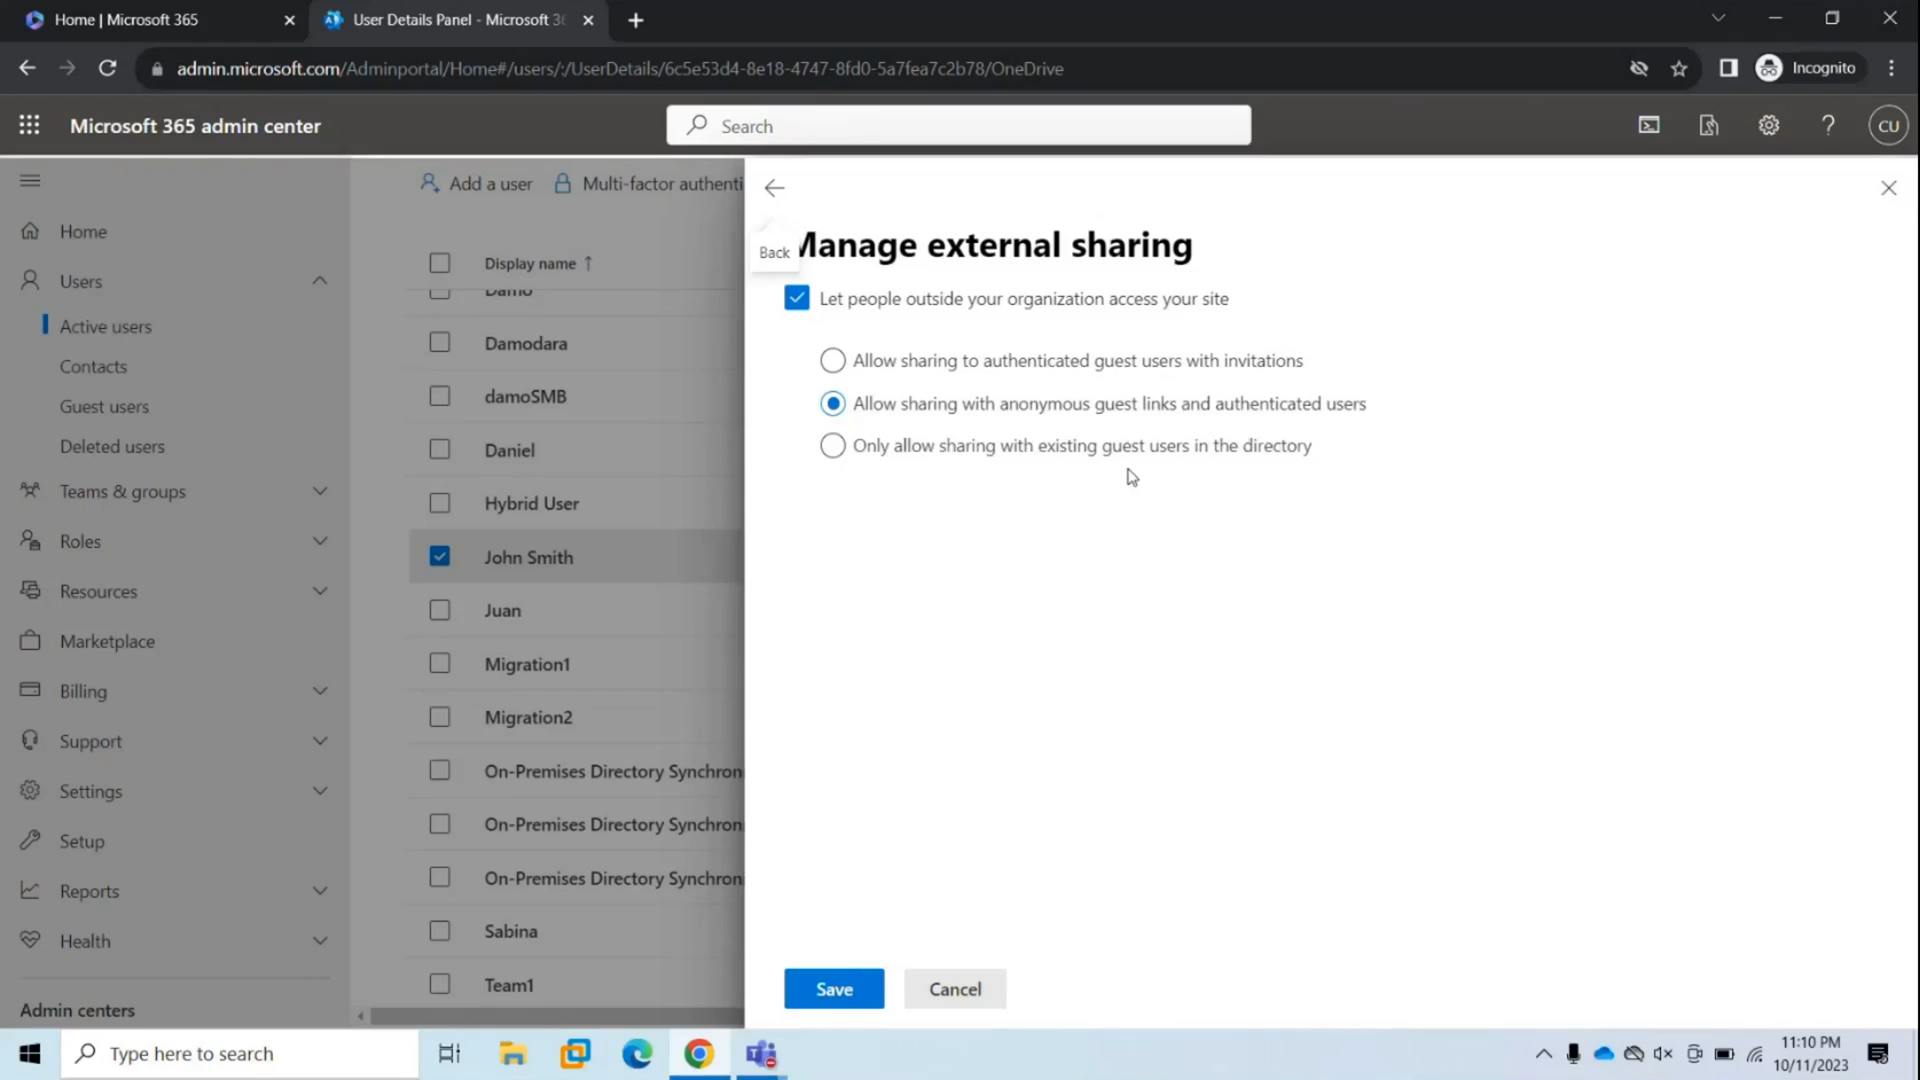 Home | Microsoft 365
User Details Panel - Microsoft 36
admin.microsoft.com/Adminportal/Home#/users/:/UserDetails/6c5e53d4-8e18-4747-8fd0-5a7fea7c2b78/OneDrive
Incognito
Microsoft 365 admin center
Search
CU
Home
Users
Active users
Contacts
Guest users
Deleted users
Teams & groups
Roles
Resources
Marketplace
Billing
Support
Settings
Setup
Reports
Health
Admin centers
Add a user
Multi-factor authenti
Display name ↑
Damo
Damodara
damoSMB
Daniel
Hybrid User
John Smith
Juan
Migration1
Migration2
On-Premises Directory Synchron
On-Premises Directory Synchron
On-Premises Directory Synchron
Sabina
Team1
Back
Manage external sharing
Let people outside your organization access your site
Allow sharing to authenticated guest users with invitations
Allow sharing with anonymous guest links and authenticated users
Only allow sharing with existing guest users in the directory
Save
Cancel
Type here to search
11:10 PM
10/11/2023